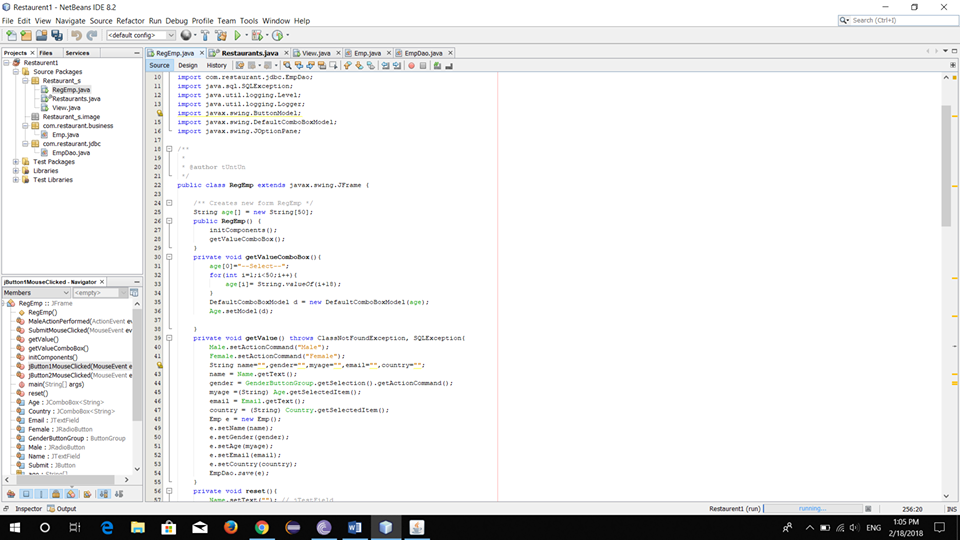 Restaurent1 - NetBeans IDE 8.2
File Edit View Navigate Source Refactor Run Debug Profile Team Tools Window Help
Search (Ctrl+I)
<default config>
Projects Files Services
Restaurent1
Source Packages
Restaurant_s
RegEmp.java
Restaurants.java
View.java
Restaurant_s.image
com.restaurant.business
Emp.java
com.restaurant.jdbc
EmpDao.java
Test Packages
Libraries
Test Libraries
jButton1MouseClicked - Navigator
Members <empty>
RegEmp :: JFrame
RegEmp()
MaleActionPerformed(ActionEvent e
SubmitMouseClicked(MouseEvent ev
getValue()
getValueComboBox()
initComponents()
jButton1MouseClicked(MouseEvent e
jButton2MouseClicked(MouseEvent e
main(String[] args)
reset()
Age : JComboBox<String>
Country : JComboBox<String>
Email : JTextField
Female : JRadioButton
GenderButtonGroup : ButtonGroup
Male : JRadioButton
Name : JTextField
Submit : JButton
age : String[]
RegEmp.java Restaurants.java View.java Emp.java EmpDao.java
Source Design History
10 import com.restaurant.jdbc.EmpDao;
11 import java.sql.SQLException;
12 import java.util.logging.Level;
13 import java.util.logging.Logger;
import javax.swing.ButtonModel;
15 import javax.swing.DefaultComboBoxModel;
16 import javax.swing.JOptionPane;
17
18 /**
19 *
20 * @author tUntUn
21 */
22 public class RegEmp extends javax.swing.JFrame {
23
24 /** Creates new form RegEmp */
25 String age[] = new String[50];
26 public RegEmp() {
27 initComponents();
28 getValueComboBox();
29 }
30 private void getValueComboBox(){
31 age[0]="--Select--";
32 for(int i=1;i<50;i++){
33 age[i]= String.valueOf(i+18);
34 }
35 DefaultComboBoxModel d = new DefaultComboBoxModel(age);
36 Age.setModel(d);
37
38 }
39 private void getValue() throws ClassNotFoundException, SQLException{
40 Male.setActionCommand("Male");
41 Female.setActionCommand("Female");
String name="",gender="",myage="",email="",country="";
43 name = Name.getText();
44 gender = GenderButtonGroup.getSelection().getActionCommand();
45 myage =(String) Age.getSelectedItem();
46 email = Email.getText();
47 country = (String) Country.getSelectedItem();
48 Emp e = new Emp();
49 e.setName(name);
50 e.setGender(gender);
51 e.setAge(myage);
52 e.setEmail(email);
53 e.setCountry(country);
54 EmpDao.save(e);
55 }
56 private void reset(){
57 Name.setText(""); // JTextField
Inspector Output
Restaurent1 (run) running... 256:20 INS
ENG
1:05 PM
2/18/2018